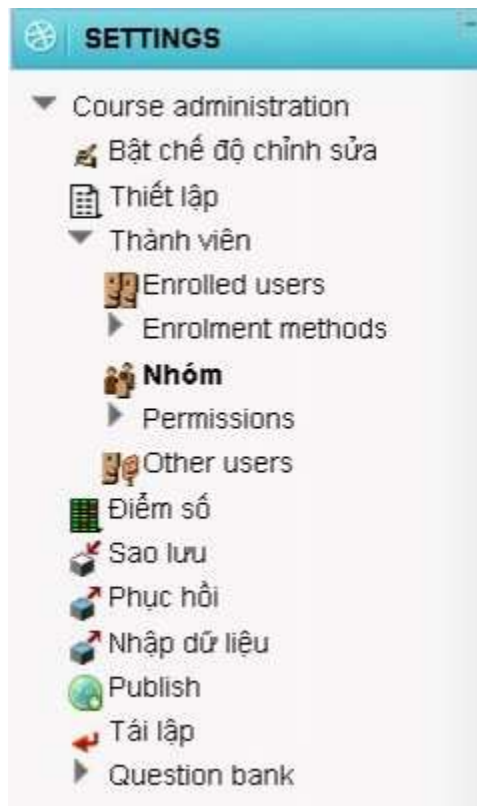 SETTINGS
Course administration
Bật chế độ chỉnh sửa
Thiết lập
Thành viên
Enrolled users
Enrolment methods
Nhóm
Permissions
Other users
Điểm số
Sao lưu
Phục hồi
Nhập dữ liệu
Publish
Tái lập
Question bank